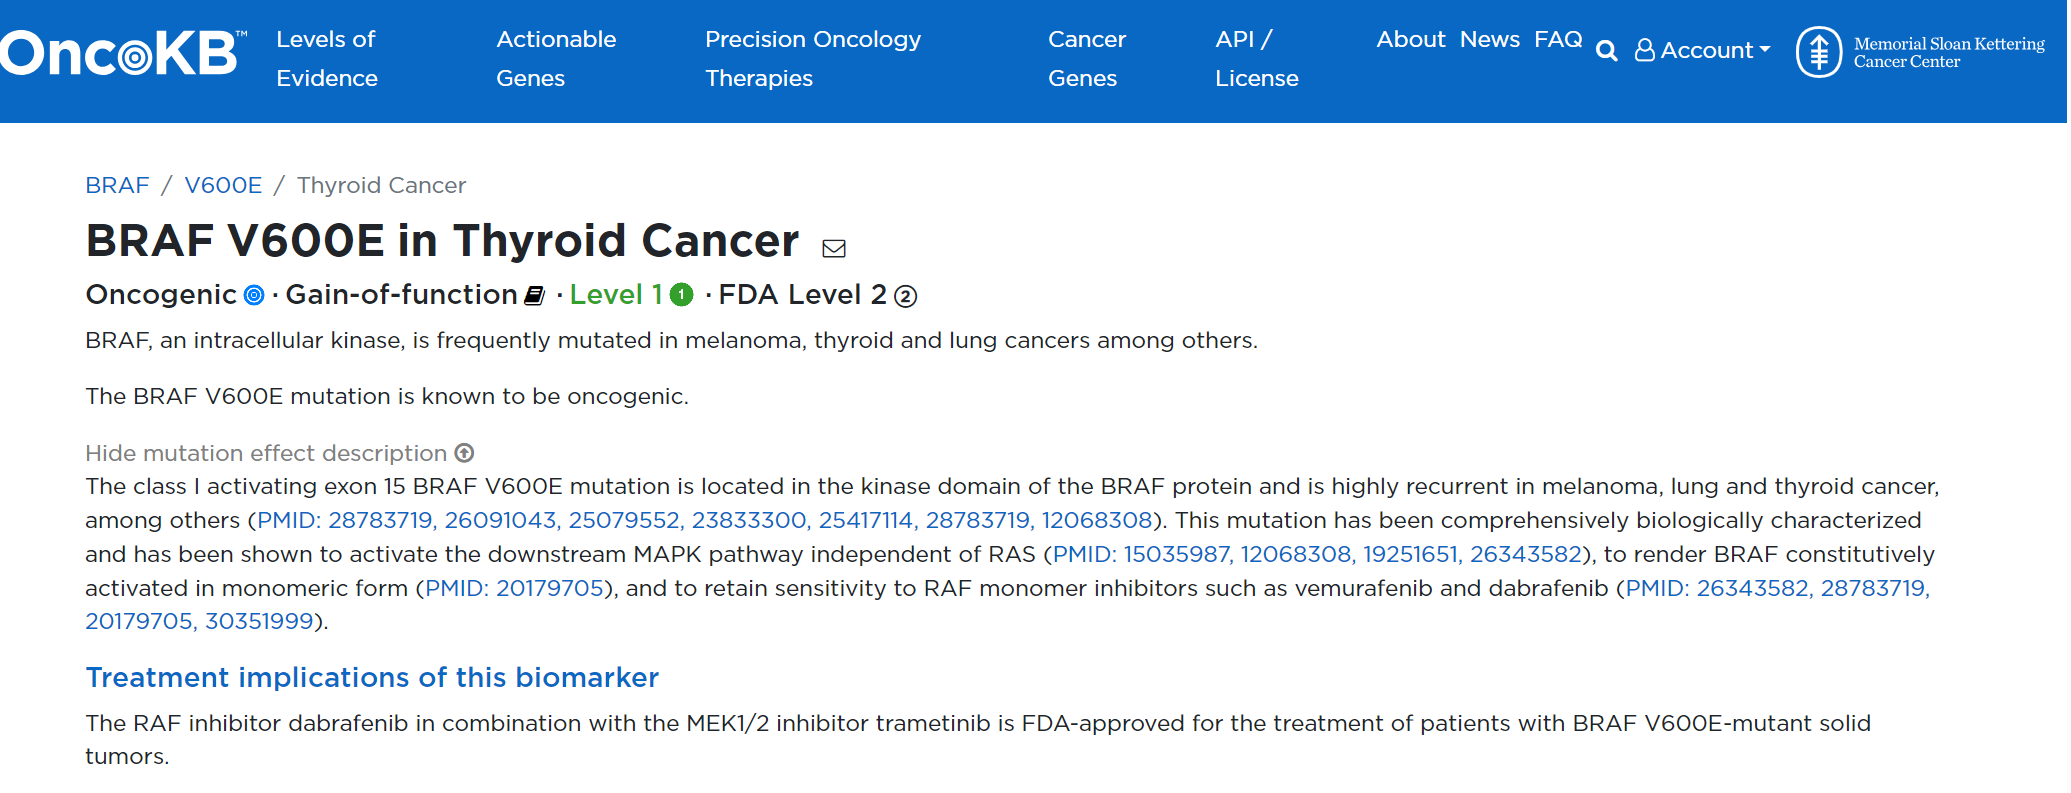 OncoKB™
Levels of Evidence
Actionable Genes
Precision Oncology Therapies
Cancer Genes
API / License
About News FAQ
Account
Memorial Sloan Kettering
Cancer Center
BRAF / V600E / Thyroid Cancer
BRAF V600E in Thyroid Cancer
Oncogenic · Gain-of-function · Level 1 1 · FDA Level 2 2
BRAF, an intracellular kinase, is frequently mutated in melanoma, thyroid and lung cancers among others.
The BRAF V600E mutation is known to be oncogenic.
Hide mutation effect description
The class I activating exon 15 BRAF V600E mutation is located in the kinase domain of the BRAF protein and is highly recurrent in melanoma, lung and thyroid cancer,
among others (PMID: 28783719, 26091043, 25079552, 23833300, 25417114, 28783719, 12068308). This mutation has been comprehensively biologically characterized
and has been shown to activate the downstream MAPK pathway independent of RAS (PMID: 15035987, 12068308, 19251651, 26343582), to render BRAF constitutively
activated in monomeric form (PMID: 20179705), and to retain sensitivity to RAF monomer inhibitors such as vemurafenib and dabrafenib (PMID: 26343582, 28783719,
20179705, 30351999).
Treatment implications of this biomarker
The RAF inhibitor dabrafenib in combination with the MEK1/2 inhibitor trametinib is FDA-approved for the treatment of patients with BRAF V600E-mutant solid
tumors.